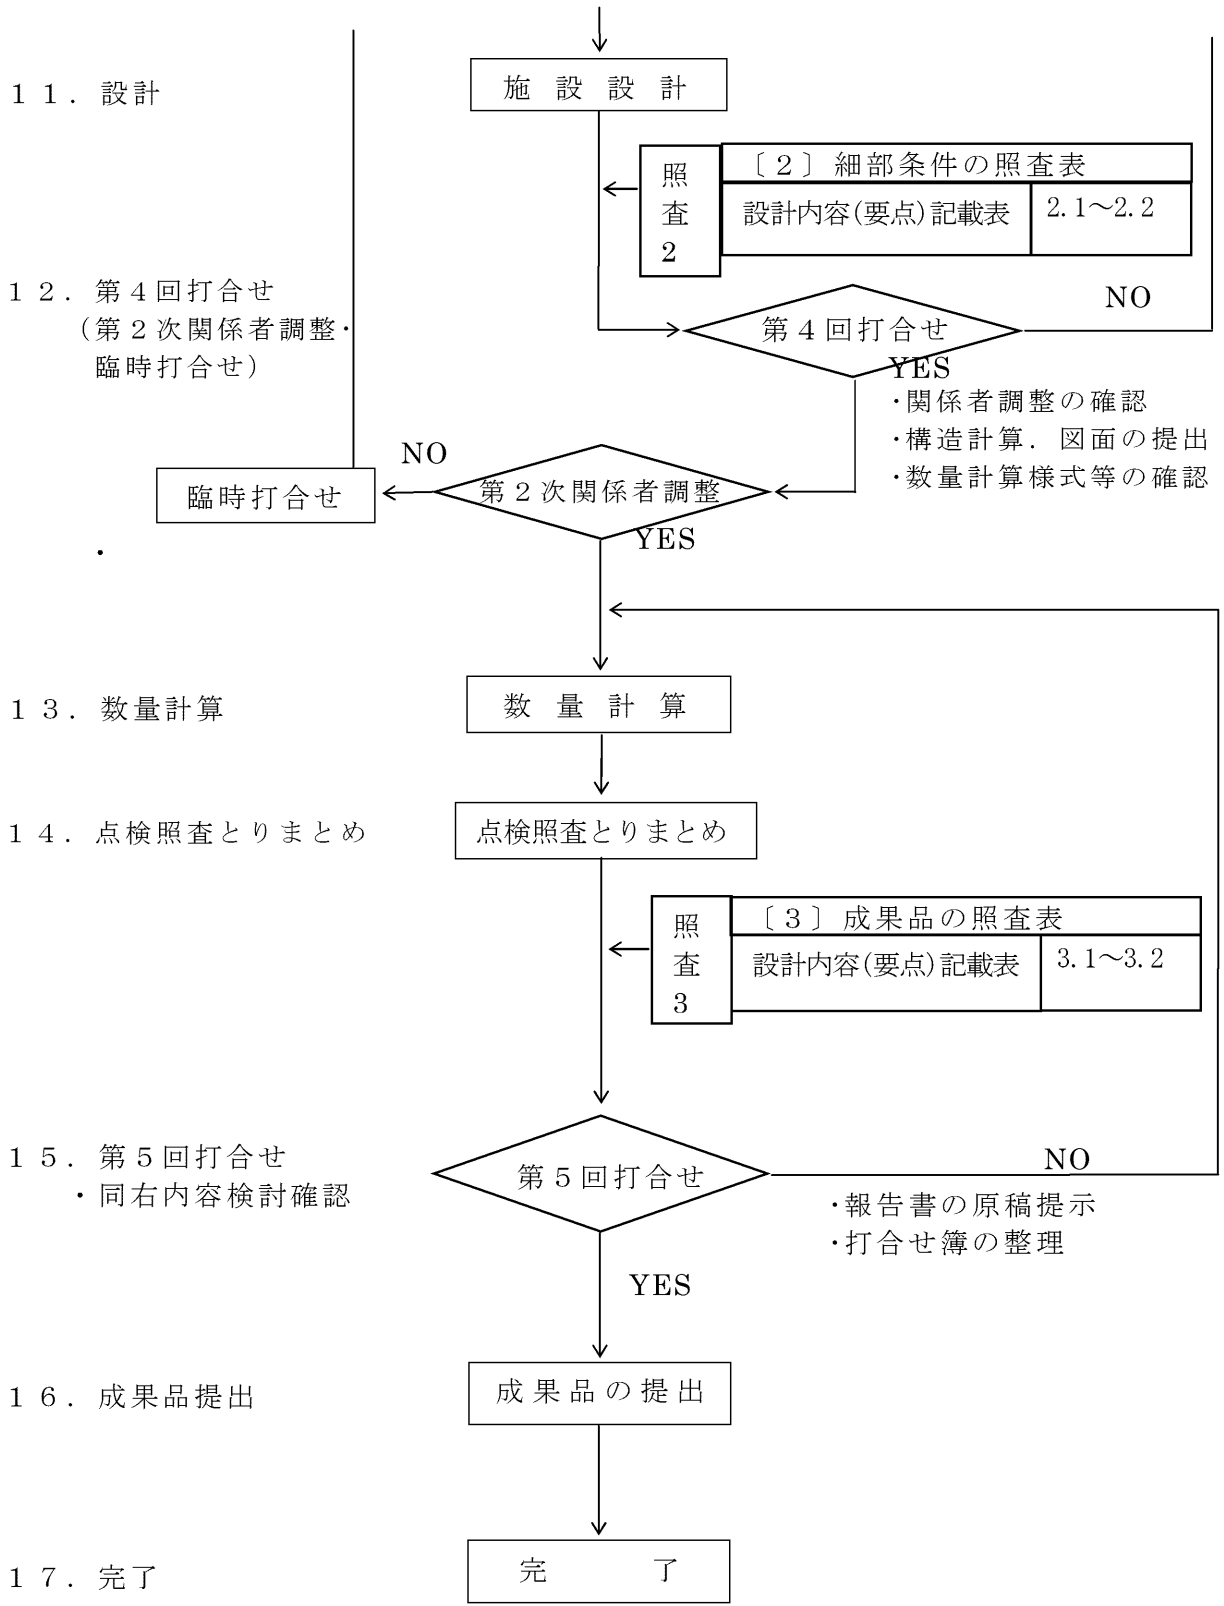 １１．設計
施設設計
照査2
〔２〕細部条件の照査表
設計内容(要点)記載表
2.1～2.2
１２．第４回打合せ
（第２次関係者調整・
臨時打合せ）
第４回打合せ
NO
YES
・関係者調整の確認
・構造計算．図面の提出
・数量計算様式等の確認
第２次関係者調整
NO
臨時打合せ
YES
・
１３．数量計算
数量計算
１４．点検照査とりまとめ
点検照査とりまとめ
照査3
〔３〕成果品の照査表
設計内容(要点)記載表
3.1～3.2
１５．第５回打合せ
・同右内容検討確認
第５回打合せ
NO
・報告書の原稿提示
・打合せ簿の整理
YES
１６．成果品提出
成果品の提出
１７．完了
完了